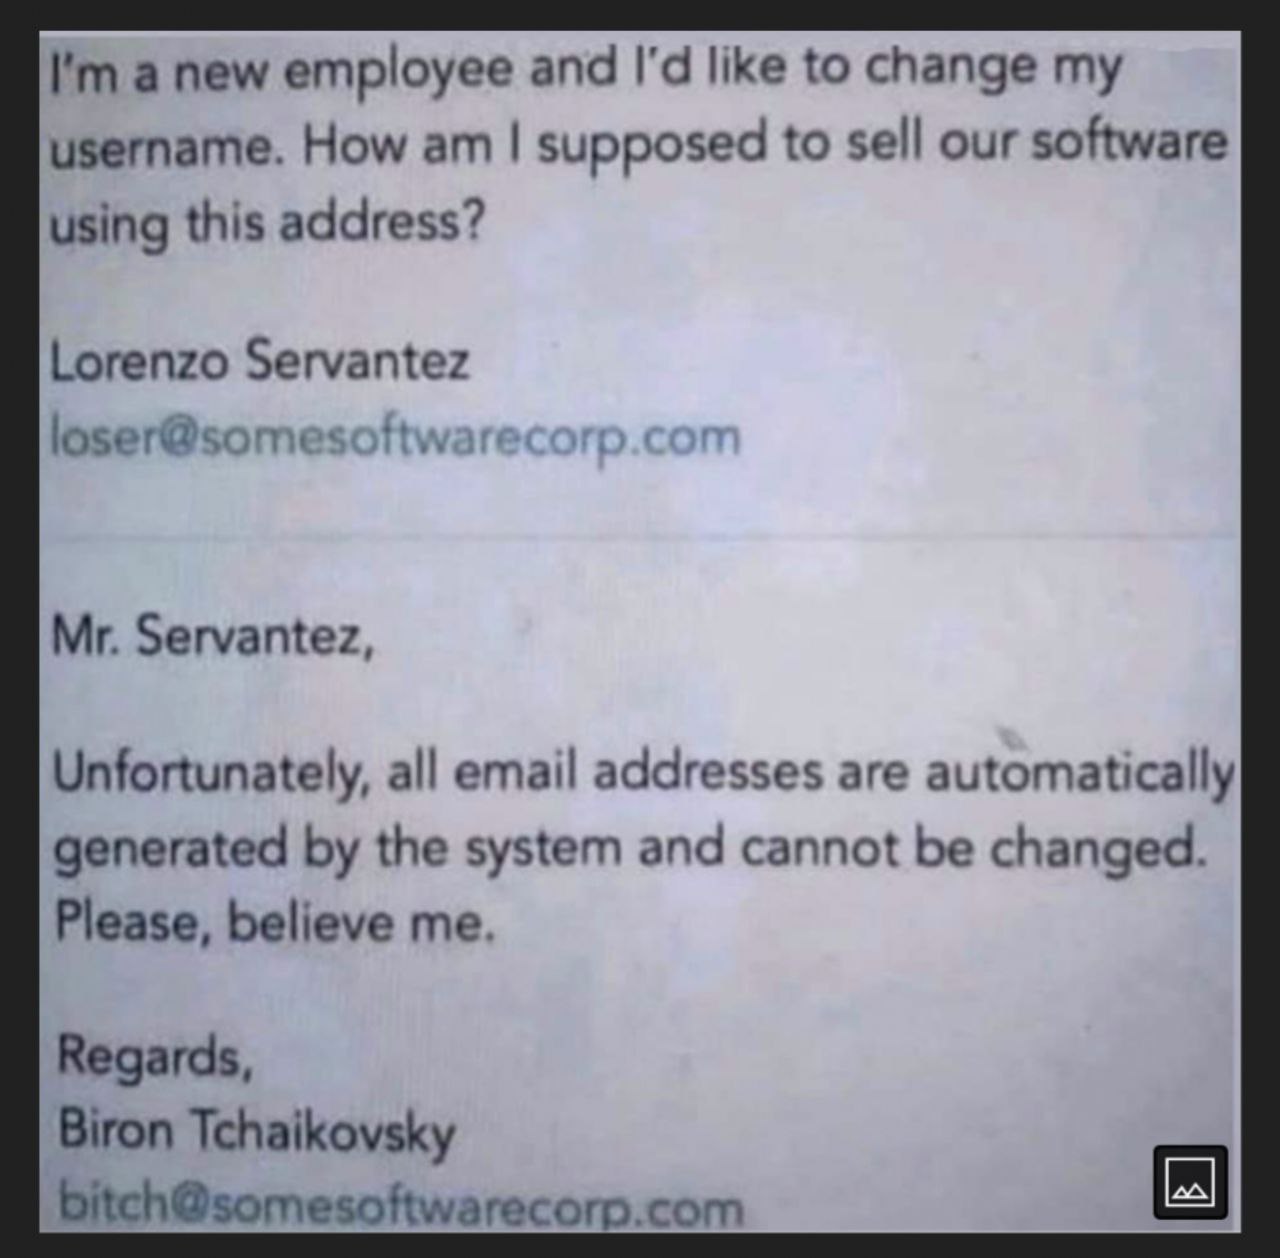 I'm a new employee and I'd like to change my
username. How am I supposed to sell our software
using this address?
Lorenzo Servantez
loser@somesoftwarecorp.com
Mr. Servantez,
Unfortunately, all email addresses are automatically
generated by the system and cannot be changed.
Please, believe me.
Regards,
Biron Tchaikovsky
bitch@somesoftwarecorp.com